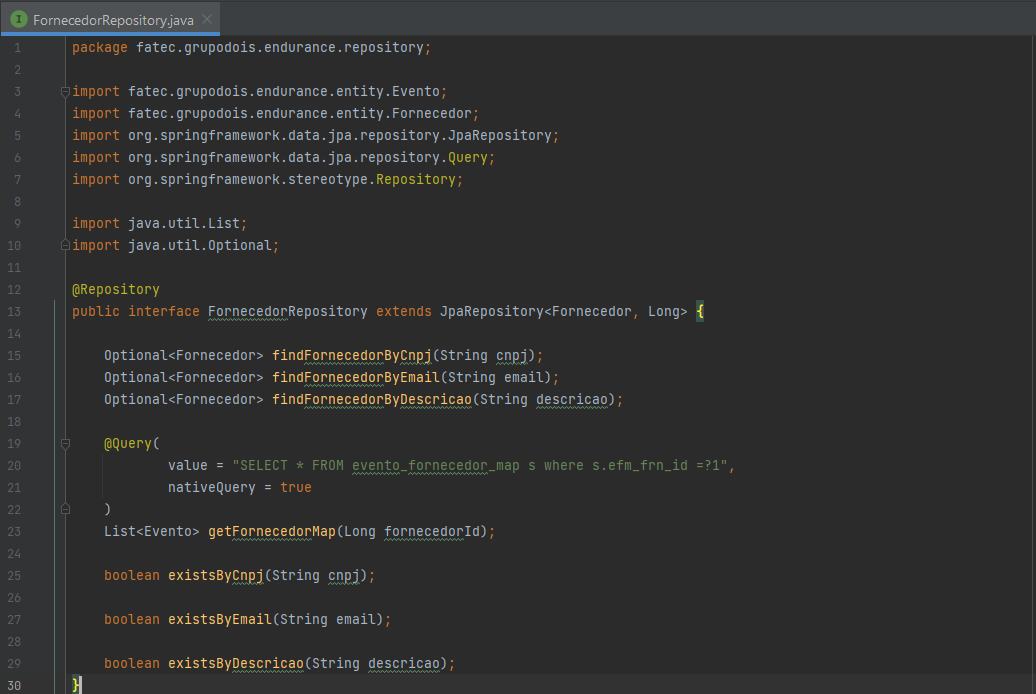 FornecedorRepository.java
1 package fatec.grupodois.endurance.repository;
2
3 import fatec.grupodois.endurance.entity.Evento;
4 import fatec.grupodois.endurance.entity.Fornecedor;
5 import org.springframework.data.jpa.repository.JpaRepository;
6 import org.springframework.data.jpa.repository.Query;
7 import org.springframework.stereotype.Repository;
8
9 import java.util.List;
10 import java.util.Optional;
11
12 @Repository
13 public interface FornecedorRepository extends JpaRepository<Fornecedor, Long> {
14
15     Optional<Fornecedor> findFornecedorByCnpj(String cnpj);
16     Optional<Fornecedor> findFornecedorByEmail(String email);
17     Optional<Fornecedor> findFornecedorByDescricao(String descricao);
18
19     @Query(
20             value = "SELECT * FROM evento_fornecedor_map s where s.efm_frn_id =?1",
21             nativeQuery = true
22     )
23     List<Evento> getFornecedorMap(Long fornecedorId);
24
25     boolean existsByCnpj(String cnpj);
26
27     boolean existsByEmail(String email);
28
29     boolean existsByDescricao(String descricao);
30 }